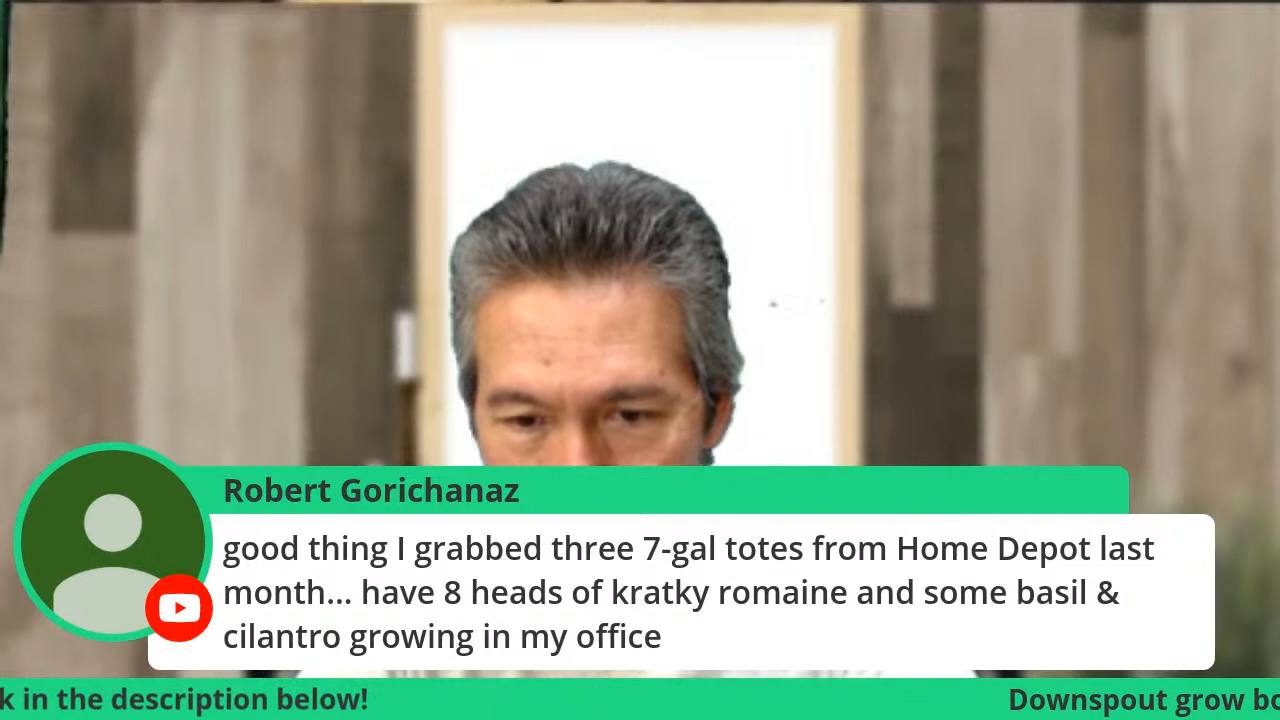 Robert Gorichanaz
good thing I grabbed three 7-gal totes from Home Depot last
month... have 8 heads of kratky romaine and some basil &
cilantro growing in my office
k in the description below!
Downspout grow bo